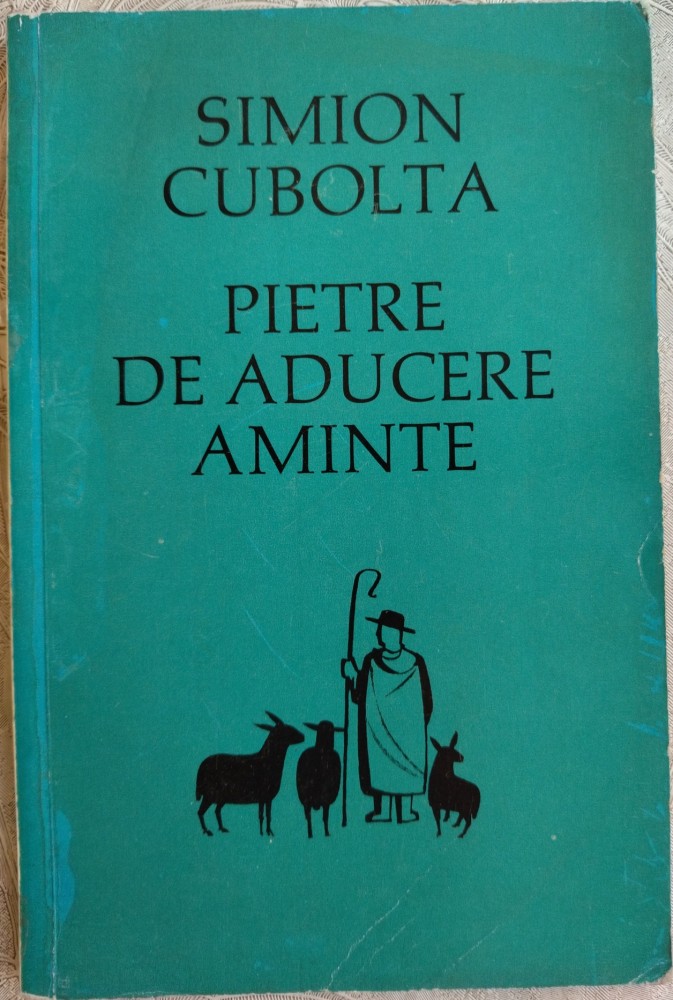 SIMION
CUBOLTA
PIETRE
DE ADUCERE
AMINTE